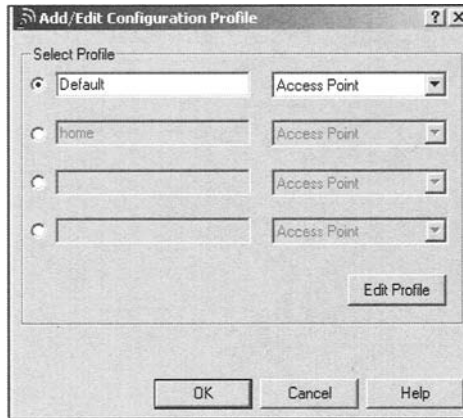 Add/Edit Configuration Profile
Select Profile
Default Access Point
home Access Point
Access Point
Access Point
Edit Profile
OK Cancel Help